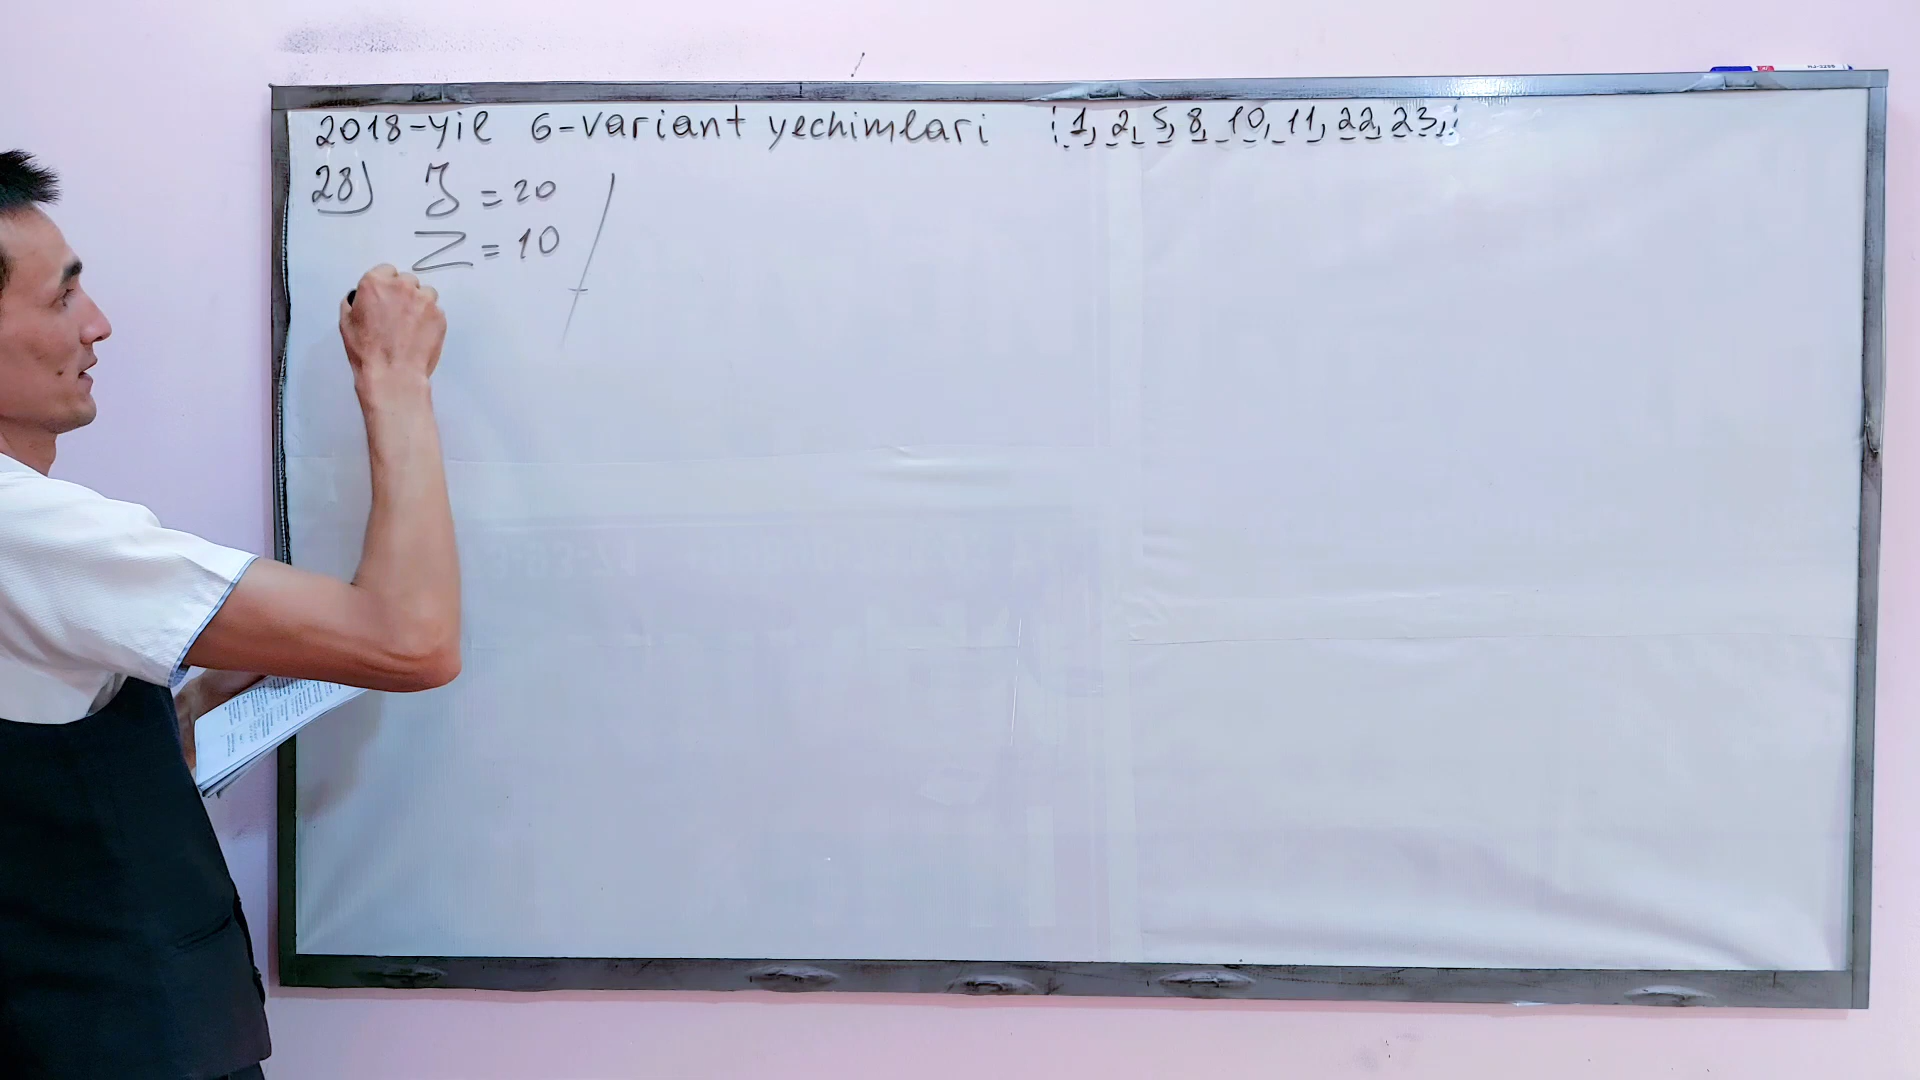 2018-yil 6-variant yechimlari (1, 2, 5, 8, 10, 11, 22, 23,)
28) J = 20
Z = 10